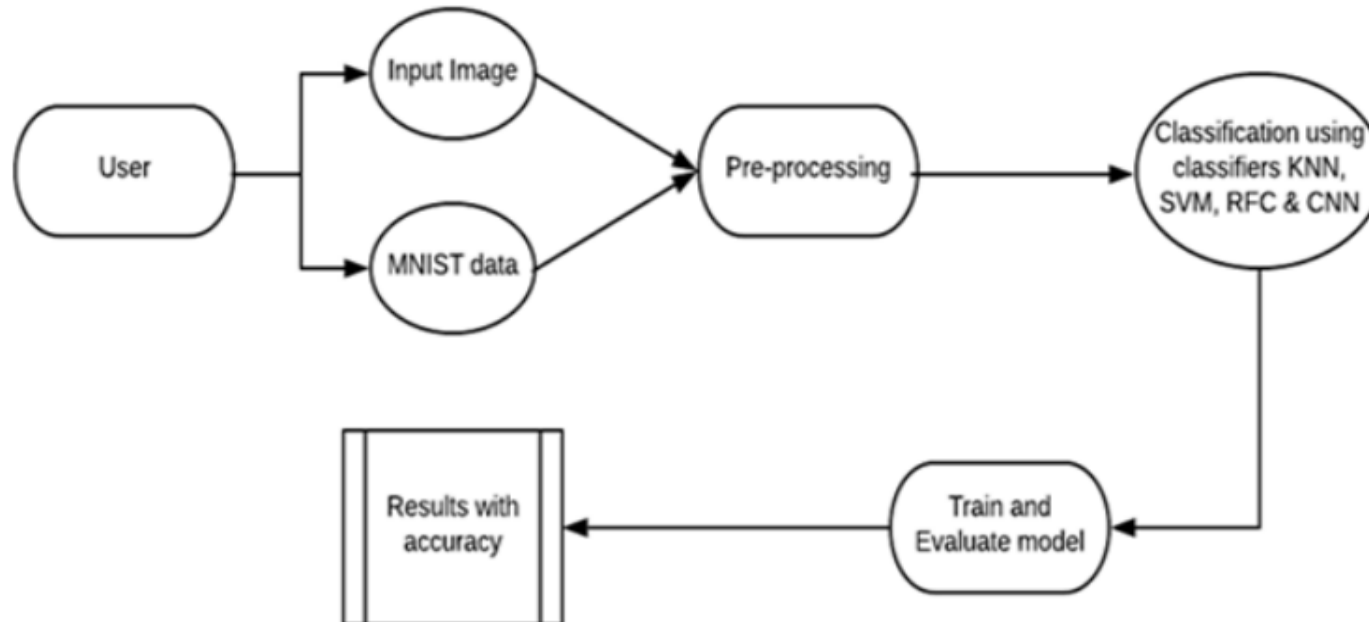 Input Image
User
Pre-processing
MNIST data
Classification using
classifiers KNN,
SVM, RFC & CNN
Train and
Evaluate model
Results with
accuracy